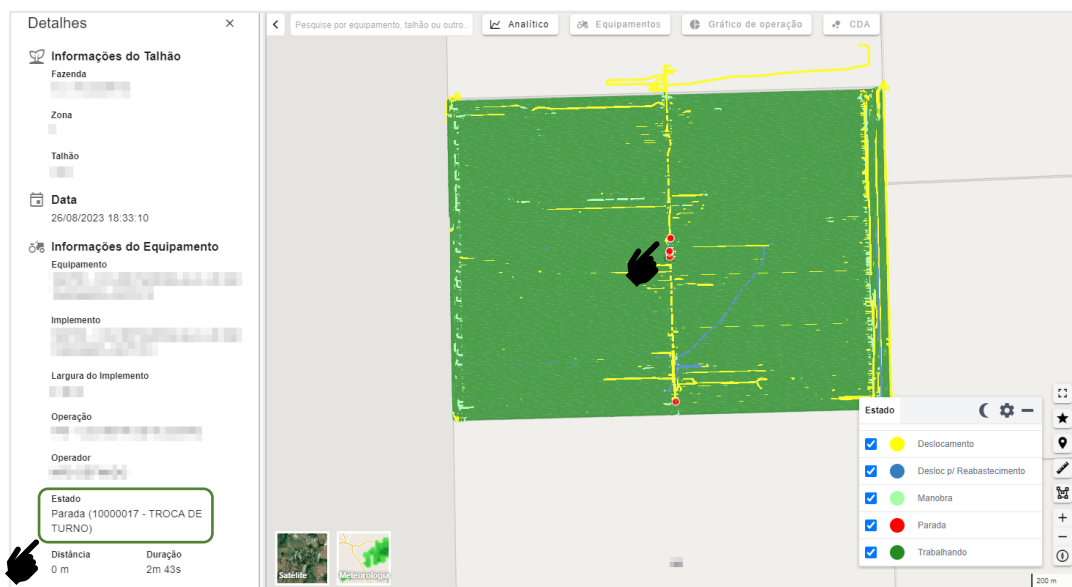 Detalhes
Informações do Talhão
Fazenda
Zona
Talhão
Data
26/08/2023 18:33:10
Informações do Equipamento
Equipamento
Implemento
Largura do Implemento
Operação
Operador
Estado
Parada (10000017 - TROCA DE
TURNO)
Distância Duração
0 m 2m 43s
Pesquise por equipamento, talhão ou outro..
Analítico
Equipamentos
Gráfico de operação
CDA
Estado
Deslocamento
Desloc p/ Reabastecimento
Manobra
Parada
Trabalhando
Satélite
Meteorologia
200 m